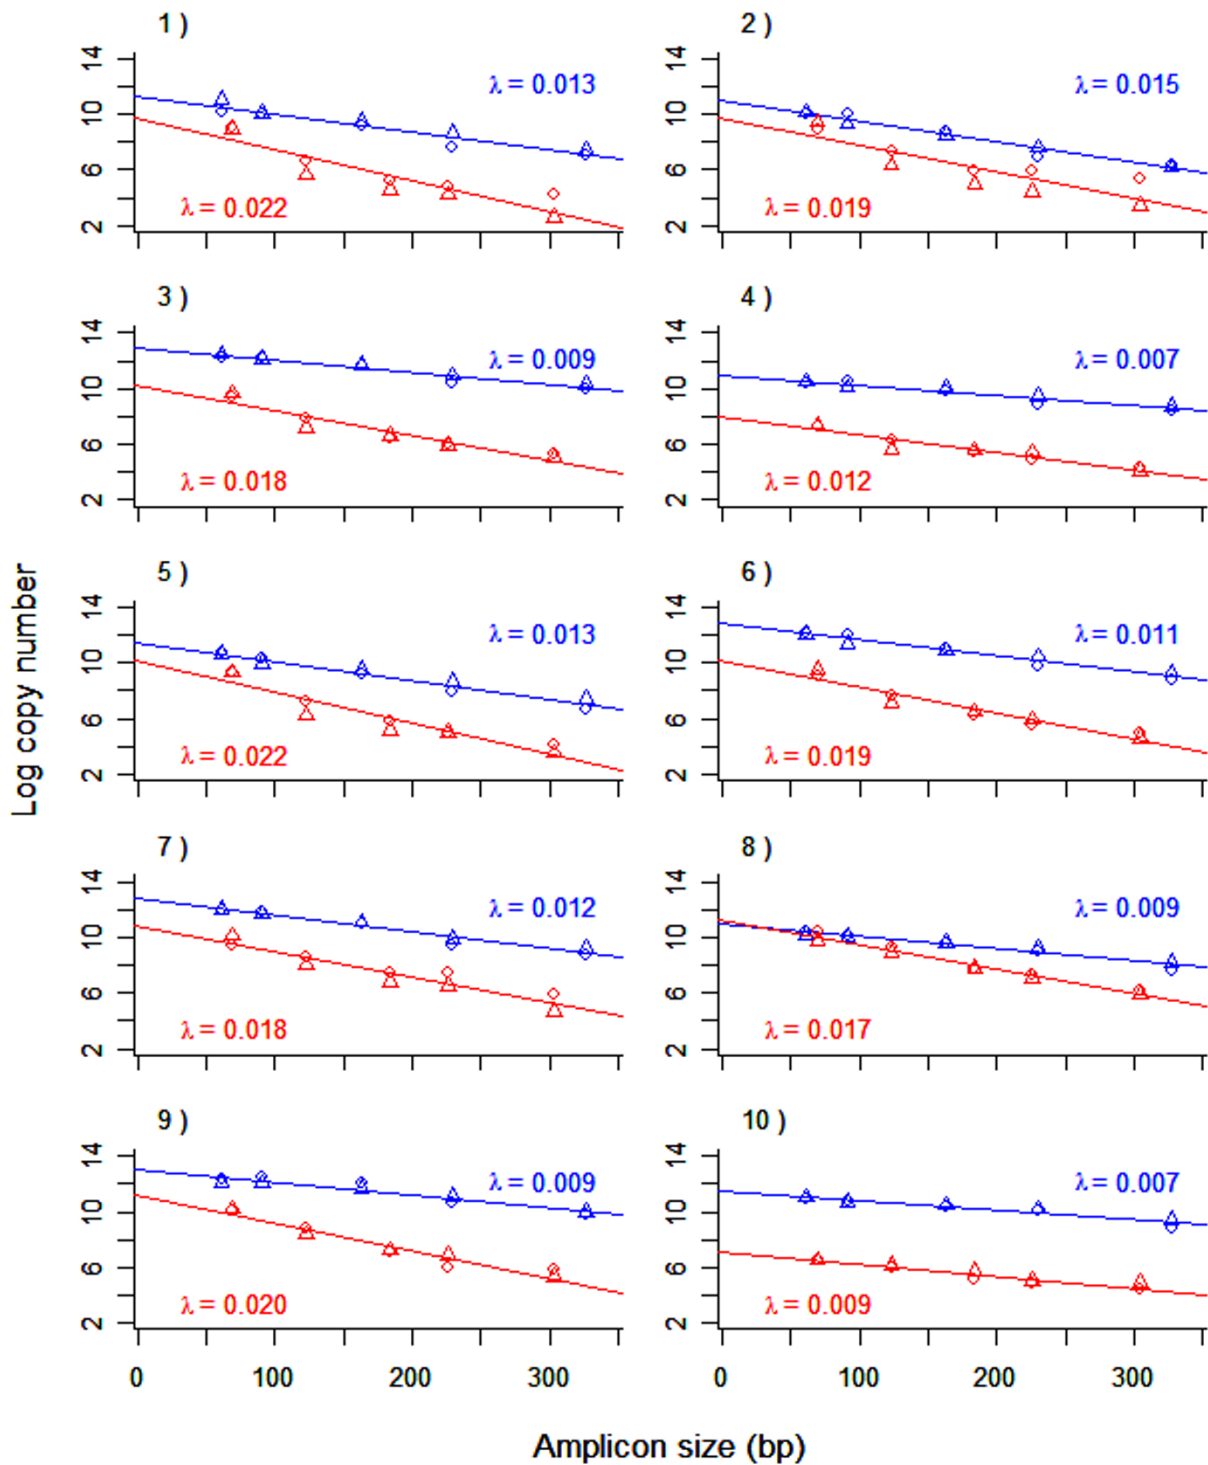 1 )
14
10
6
2
λ = 0.013
λ = 0.022
2 )
14
10
6
2
λ = 0.015
λ = 0.019
3 )
14
10
6
2
λ = 0.009
λ = 0.018
4 )
14
10
6
2
λ = 0.007
λ = 0.012
5 )
14
10
6
2
λ = 0.013
λ = 0.022
6 )
14
10
6
2
λ = 0.011
λ = 0.019
7 )
14
10
6
2
λ = 0.012
λ = 0.018
8 )
14
10
6
2
λ = 0.009
λ = 0.017
9 )
14
10
6
2
λ = 0.009
λ = 0.020
0 100 200 300
10 )
14
10
6
2
λ = 0.007
λ = 0.009
0 100 200 300
Log copy number
Amplicon size (bp)